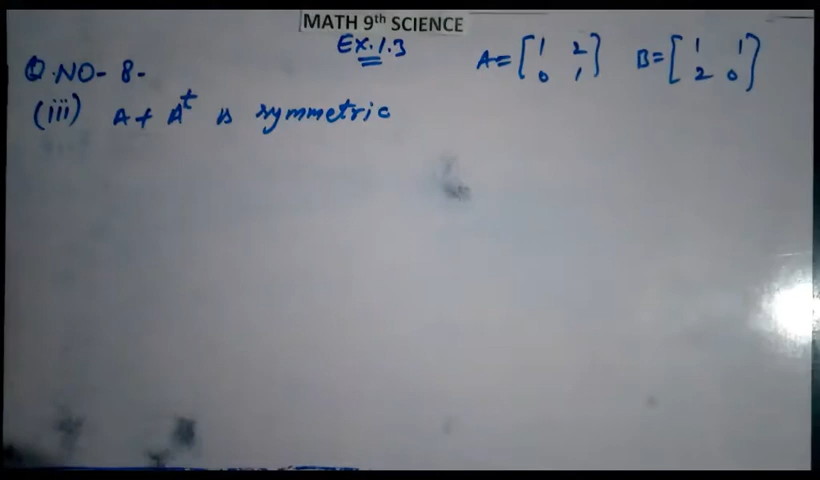 MATH 9th SCIENCE
Ex.1.3
Q.NO-8-
A=[1 2
0 1] B=[1 1
2 0]
(iii) A+A^t is symmetric